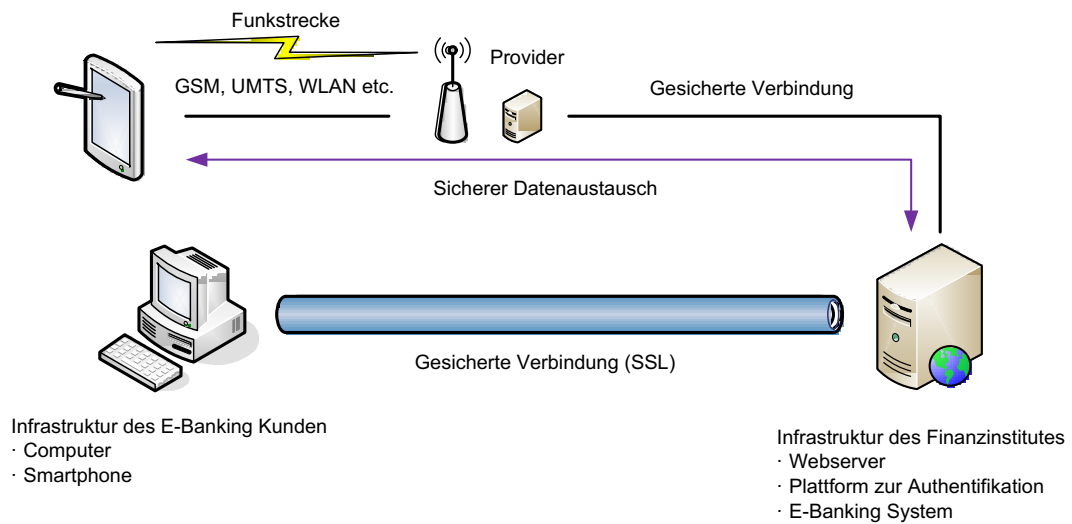 Funkstrecke
Provider
GSM, UMTS, WLAN etc.
Gesicherte Verbindung
Sicherer Datenaustausch
Gesicherte Verbindung (SSL)
Infrastruktur des E-Banking Kunden
· Computer
· Smartphone
Infrastruktur des Finanzinstitutes
· Webserver
· Plattform zur Authentifikation
· E-Banking System